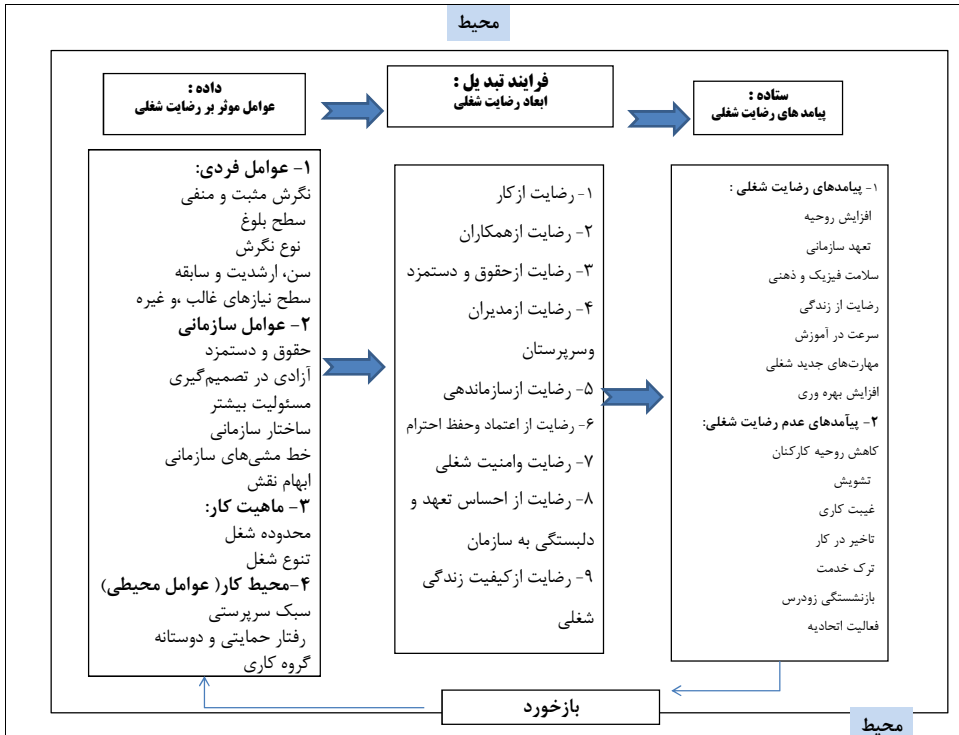 محیط
داده :
عوامل موثر بر رضایت شغلی
فرایند تبدیل :
ابعاد رضایت شغلی
ستاده :
پیامدهای رضایت شغلی
۱- عوامل فردی:
نگرش مثبت و منفی
سطح بلوغ
نوع نگرش
سن، ارشدیت و سابقه
سطح نیازهای غالب ،و غیره
۲- عوامل سازمانی
حقوق و دستمزد
آزادی در تصمیم‌گیری
مسئولیت بیشتر
ساختار سازمانی
خط مشی‌های سازمانی
ابهام نقش
۳- ماهیت کار:
محدوده شغل
تنوع شغل
۴-محیط کار( عوامل محیطی)
سبک سرپرستی
رفتار حمایتی و دوستانه
گروه کاری
۱- رضایت ازکار
۲- رضایت ازهمکاران
۳- رضایت ازحقوق و دستمزد
۴- رضایت ازمدیران
وسرپرستان
۵- رضایت ازسازماندهی
۶- رضایت از اعتماد وحفظ احترام
۷- رضایت وامنیت شغلی
۸- رضایت از احساس تعهد و
دلبستگی به سازمان
۹- رضایت ازکیفیت زندگی
شغلی
۱- پیامدهای رضایت شغلی :
افزایش روحیه
تعهد سازمانی
سلامت فیزیک و ذهنی
رضایت از زندگی
سرعت در آموزش
مهارت‌های جدید شغلی
افزایش بهره وری
۲- پیآمدهای عدم رضایت شغلی:
کاهش روحیه کارکنان
تشویش
غیبت کاری
تاخیر در کار
ترک خدمت
بازنشستگی زودرس
فعالیت اتحادیه
بازخورد
محیط